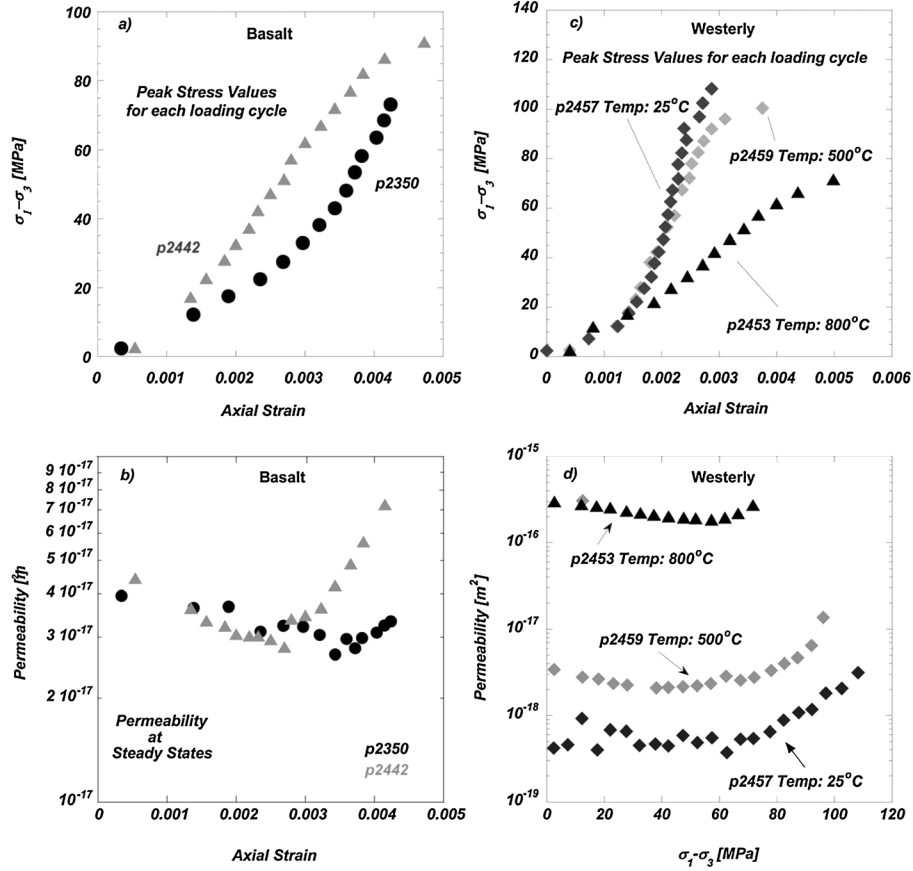 a)
Basalt
Peak Stress Values
for each loading cycle
p2350
p2442
σ1–σ3 [MPa]
100
80
60
40
20
0
0
0.001
0.002
0.003
0.004
0.005
Axial Strain
c)
Westerly
Peak Stress Values for each loading cycle
p2457 Temp: 25°C
p2459 Temp: 500°C
p2453 Temp: 800°C
σ1–σ3 [MPa]
140
120
100
80
60
40
20
0
0
0.001
0.002
0.003
0.004
0.005
0.006
Axial Strain
b)
Basalt
Permeability
at
Steady States
p2350
p2442
9 10-17
8 10-17
7 10-17
6 10-17
5 10-17
4 10-17
3 10-17
2 10-17
10-17
0
0.001
0.002
0.003
0.004
0.005
Axial Strain
Permeability
d)
Westerly
p2453 Temp: 800°C
p2459 Temp: 500°C
p2457 Temp: 25°C
Permeability [m2]
10-15
10-16
10-17
10-18
10-19
0
20
40
60
80
100
120
σ1-σ3 [MPa]